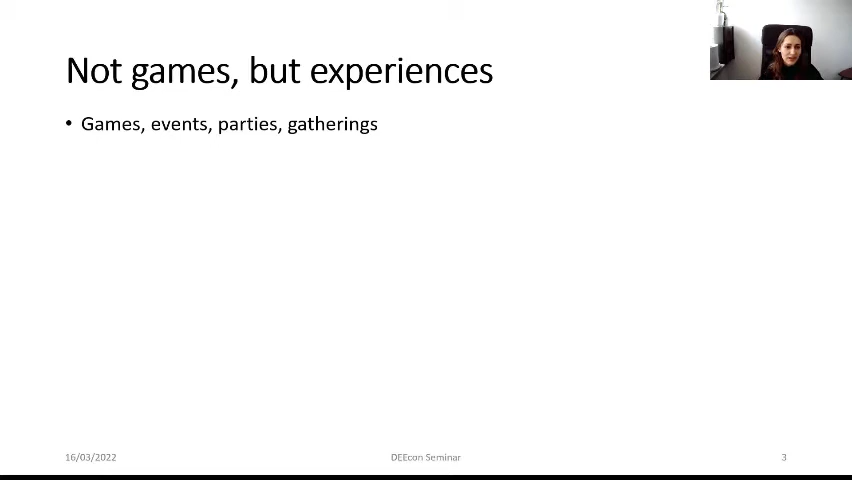 Not games, but experiences
• Games, events, parties, gatherings
16/03/2022
DEEcon Seminar
3